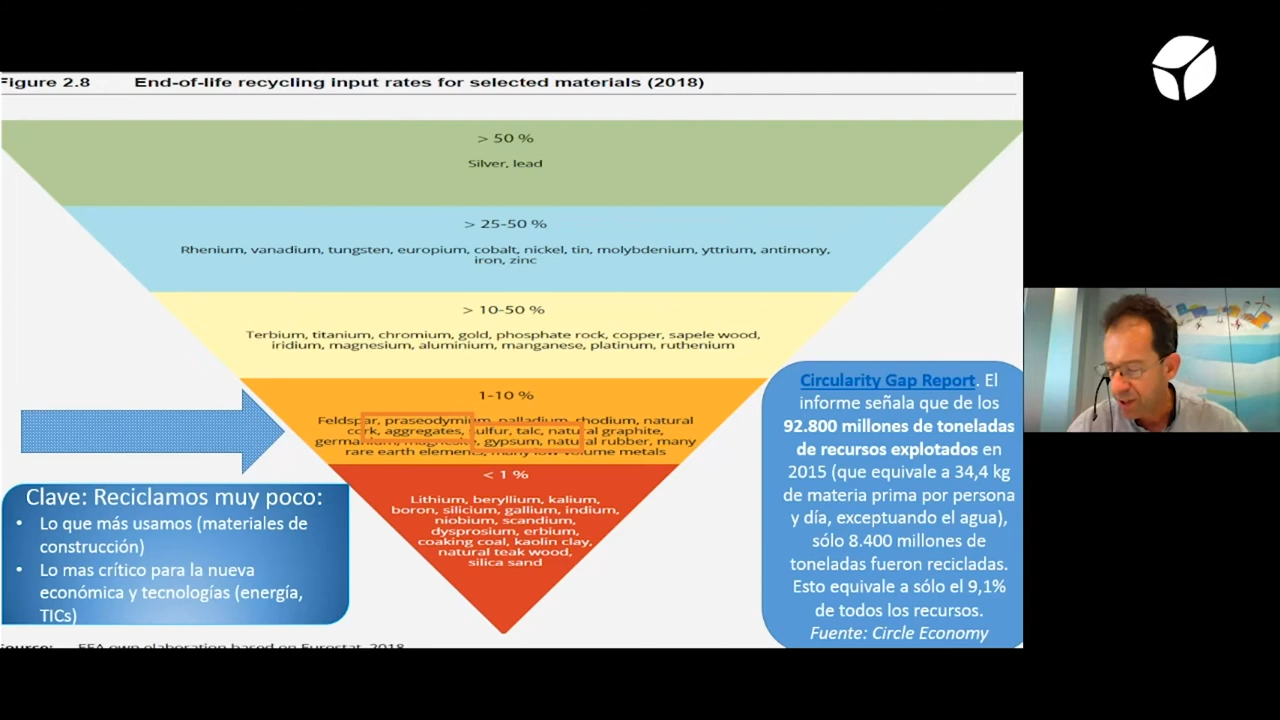 Figure 2.8 End-of-life recycling input rates for selected materials (2018)
> 50 %
Silver, lead
> 25-50 %
Rhenium, vanadium, tungsten, europium, cobalt, nickel, tin, molybdenum, yttrium, antimony,
iron, zinc
> 10-50 %
Terbium, titanium, chromium, gold, phosphate rock, copper, sapele wood,
iridium, magnesium, aluminium, manganese, platinum, ruthenium
1-10 %
Feldspar, praseodymium, palladium, rhodium, natural
cork, aggregates, sulfur, talc, natural graphite,
germanium, magnesite, gypsum, natural rubber, many
rare earth elements, many low-volume metals
< 1 %
Lithium, beryllium, kalium,
boron, silicium, gallium, indium,
niobium, scandium,
dysprosium, erbium,
coaking coal, kaolin clay,
natural teak wood,
silica sand
Clave: Reciclamos muy poco:
• Lo que más usamos (materiales de
construcción)
• Lo mas crítico para la nueva
económica y tecnologías (energía,
TICs)
Circularity Gap Report. El
informe señala que de los
92.800 millones de toneladas
de recursos explotados en
2015 (que equivale a 34,4 kg
de materia prima por persona
y día, exceptuando el agua),
sólo 8.400 millones de
toneladas fueron recicladas.
Esto equivale a sólo el 9,1%
de todos los recursos.
Fuente: Circle Economy
Source: EEA own elaboration based on Eurostat, 2018